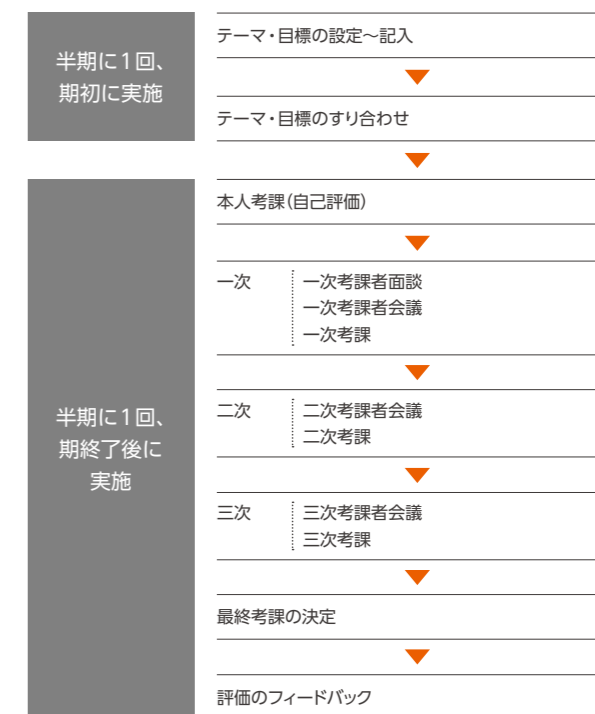 半期に1回、
期初に実施
テーマ・目標の設定～記入
テーマ・目標のすり合わせ
半期に1回、
期終了後に
実施
本人考課(自己評価)
一次
一次考課者面談
一次考課者会議
一次考課
二次
二次考課者会議
二次考課
三次
三次考課者会議
三次考課
最終考課の決定
評価のフィードバック